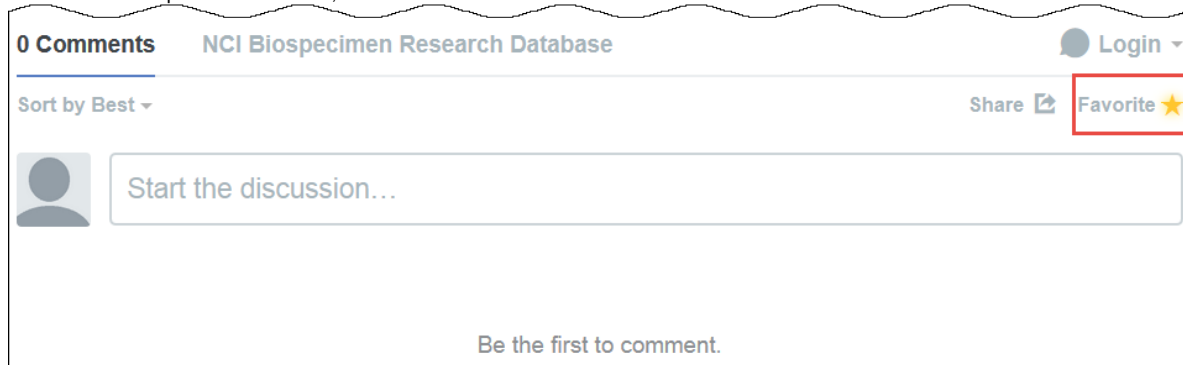 0 Comments NCI Biospecimen Research Database Login
Sort by Best Share Favorite
Start the discussion…
Be the first to comment.